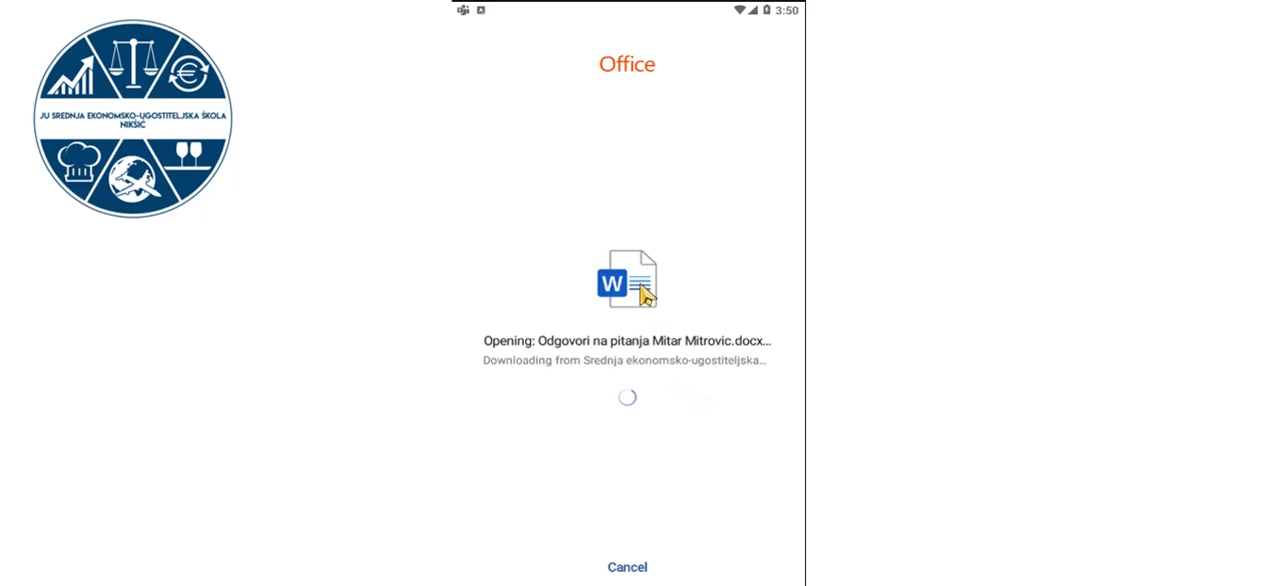 JU SREDNJA EKONOMSKO-UGOSTITELJSKA ŠKOLA
NIKŠIĆ
3:50
Office
W
Opening: Odgovori na pitanja Mitar Mitrovic.docx...
Downloading from Srednja ekonomsko-ugostiteljska...
Cancel